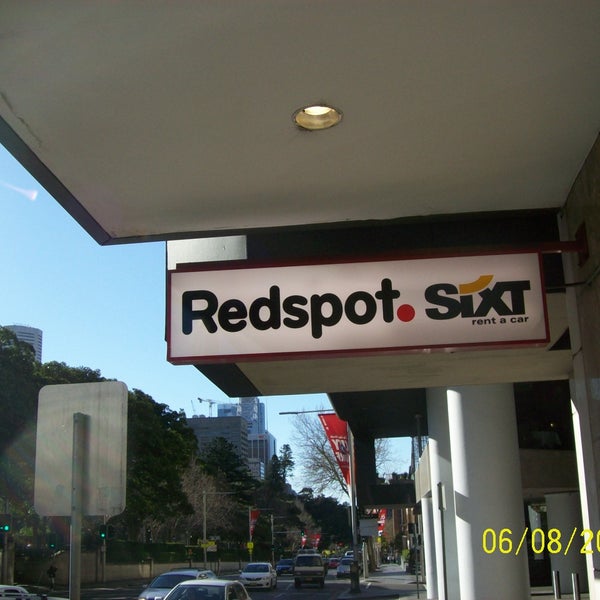 Redspot. SiXT
rent a car
06/08/20